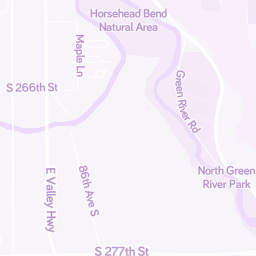 Horsehead Bend
Natural Area
Maple Ln
S 266th St
Green River Rd
North Green
River Park
E Valley Hwy
86th Ave S
S 277th St